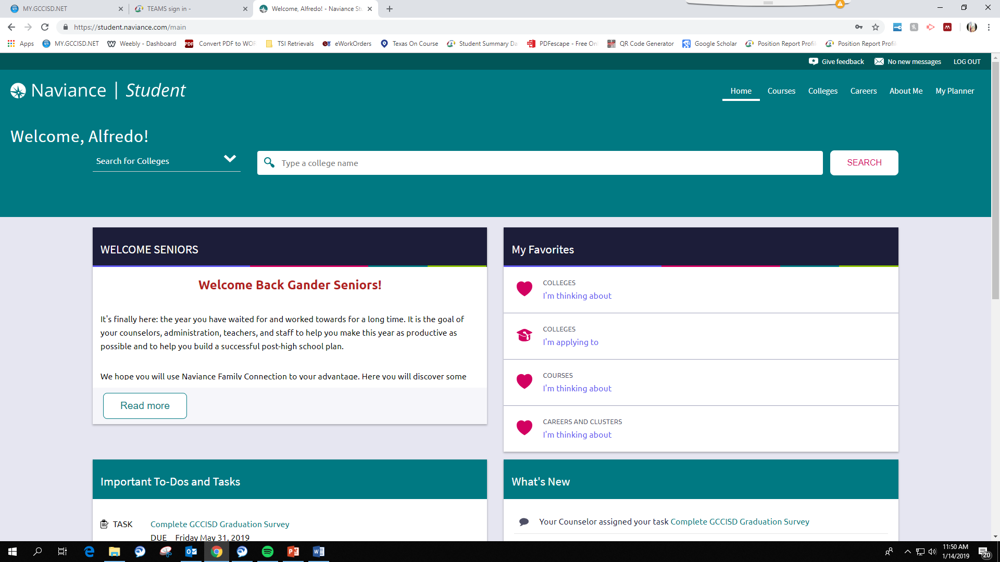 MY.GCCISD.NET
TEAMS sign in -
Welcome, Alfredo! - Naviance St
https://student.naviance.com/main
Apps
MY.GCCISD.NET
Weebly - Dashboard
Convert PDF to WOR
TSI Retrievals
eWorkOrders
Texas On Course
Student Summary Da
PDFescape - Free On
QR Code Generator
Google Scholar
Position Report Profil
Position Report Profil
Give feedback
No new messages
LOG OUT
Naviance | Student
Home
Courses
Colleges
Careers
About Me
My Planner
Welcome, Alfredo!
Search for Colleges
Type a college name
SEARCH
WELCOME SENIORS
Welcome Back Gander Seniors!
It's finally here: the year you have waited for and worked towards for a long time. It is the goal of
your counselors, administration, teachers, and staff to help you make this year as productive as
possible and to help you build a successful post-high school plan.
We hope you will use Naviance Family Connection to your advantage. Here you will discover some
Read more
My Favorites
COLLEGES
I'm thinking about
COLLEGES
I'm applying to
COURSES
I'm thinking about
CAREERS AND CLUSTERS
I'm thinking about
Important To-Dos and Tasks
TASK
Complete GCCISD Graduation Survey
DUE Friday May 31, 2019
What's New
Your Counselor assigned your task Complete GCCISD Graduation Survey
11:50 AM
1/14/2019
20